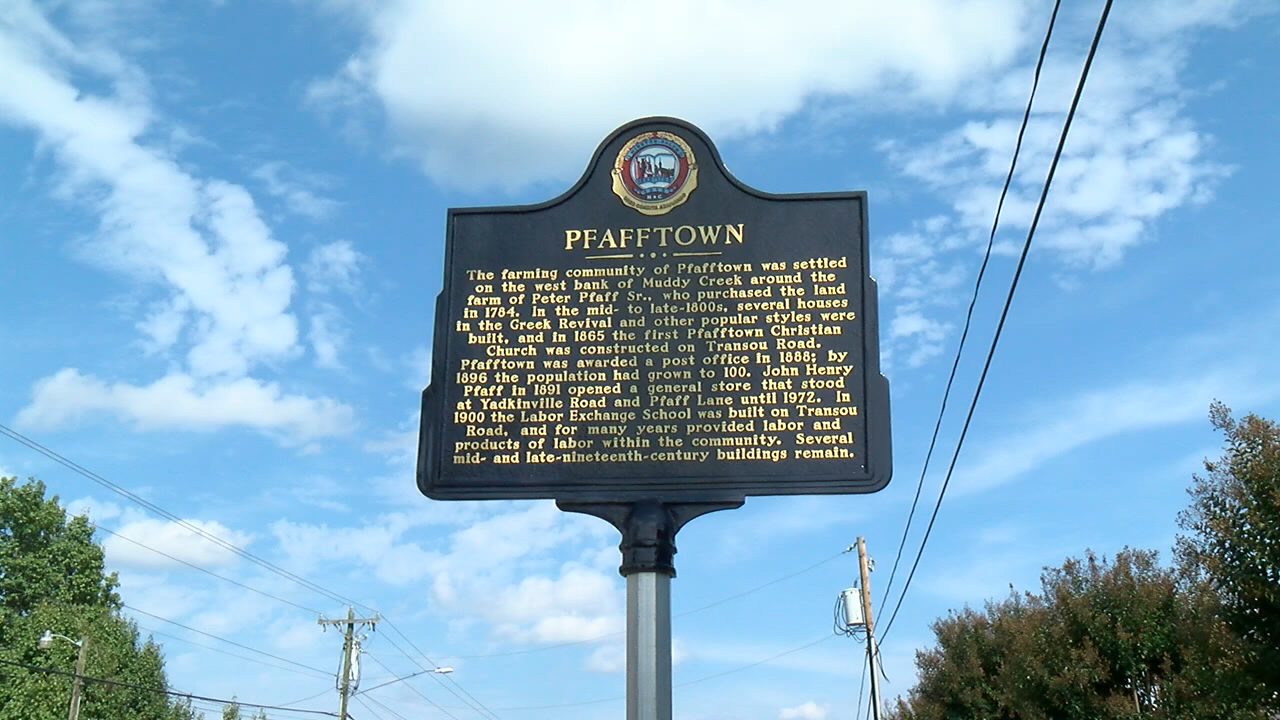 PFAFFTOWN
The farming community of Pfafftown was settled
on the west bank of Muddy Creek around the
farm of Peter Pfaff Sr., who purchased the land
in 1784. In the mid- to late-1800s, several houses
in the Greek Revival and other popular styles were
built, and in 1865 the first Pfafftown Christian
Church was constructed on Transou Road.
Pfafftown was awarded a post office in 1888; by
1896 the population had grown to 100. John Henry
Pfaff in 1891 opened a general store that stood
at Yadkinville Road and Pfaff Lane until 1972. In
1900 the Labor Exchange School was built on Transou
Road, and for many years provided labor and
products of labor within the community. Several
mid- and late-nineteenth-century buildings remain.